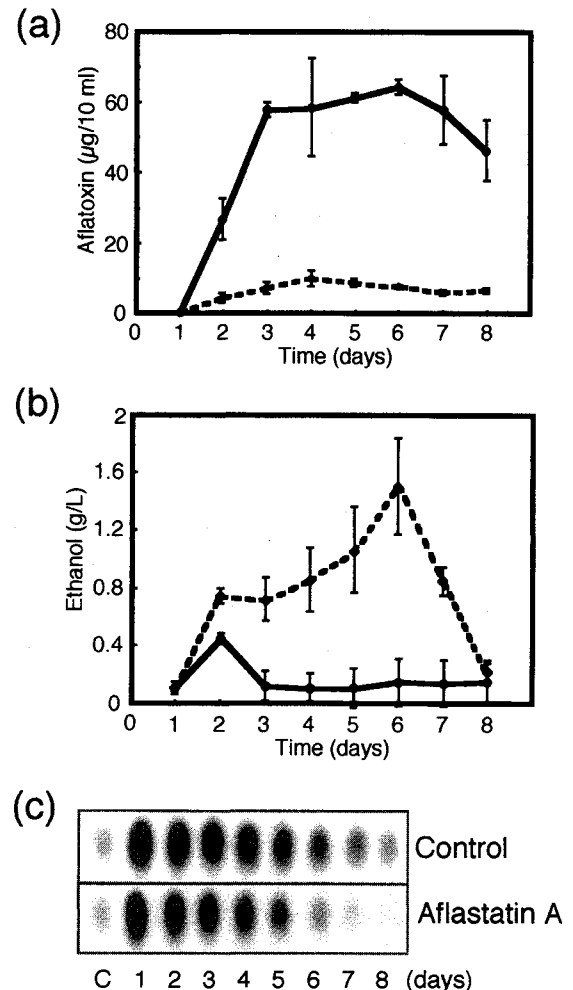 (a)
Aflatoxin (µg/10 ml)
80
60
40
20
0
0 1 2 3 4 5 6 7 8
Time (days)
(b)
Ethanol (g/L)
2
1.6
1.2
0.8
0.4
0
0 1 2 3 4 5 6 7 8
Time (days)
(c)
Control
Aflastatin A
C 1 2 3 4 5 6 7 8 (days)